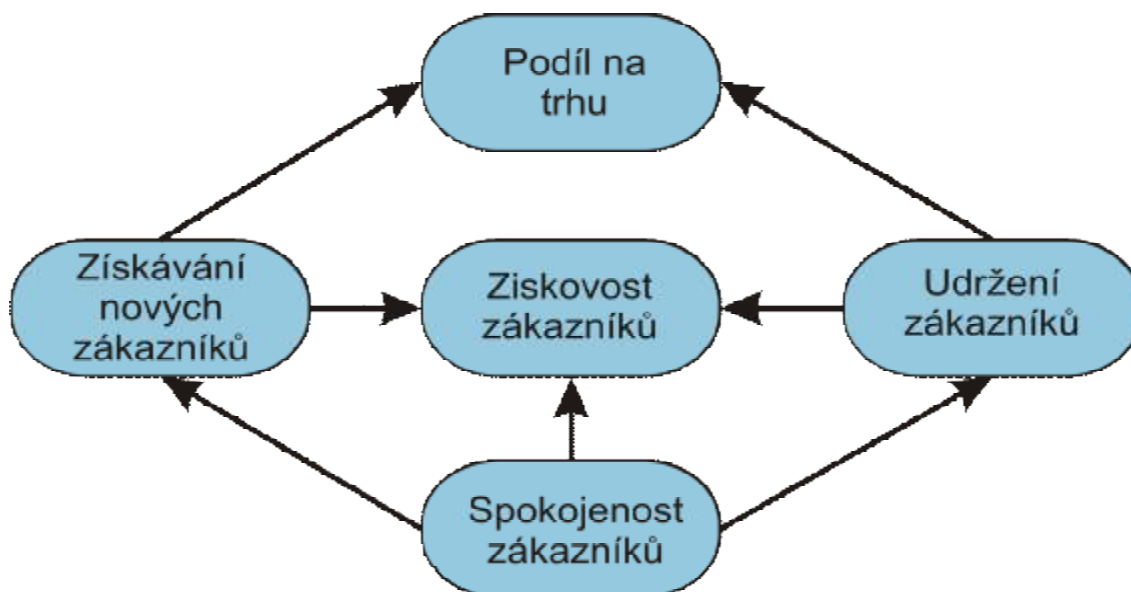 Podíl na
trhu
Získávání
nových
zákazníků
Ziskovost
zákazníků
Udržení
zákazníků
Spokojenost
zákazníků